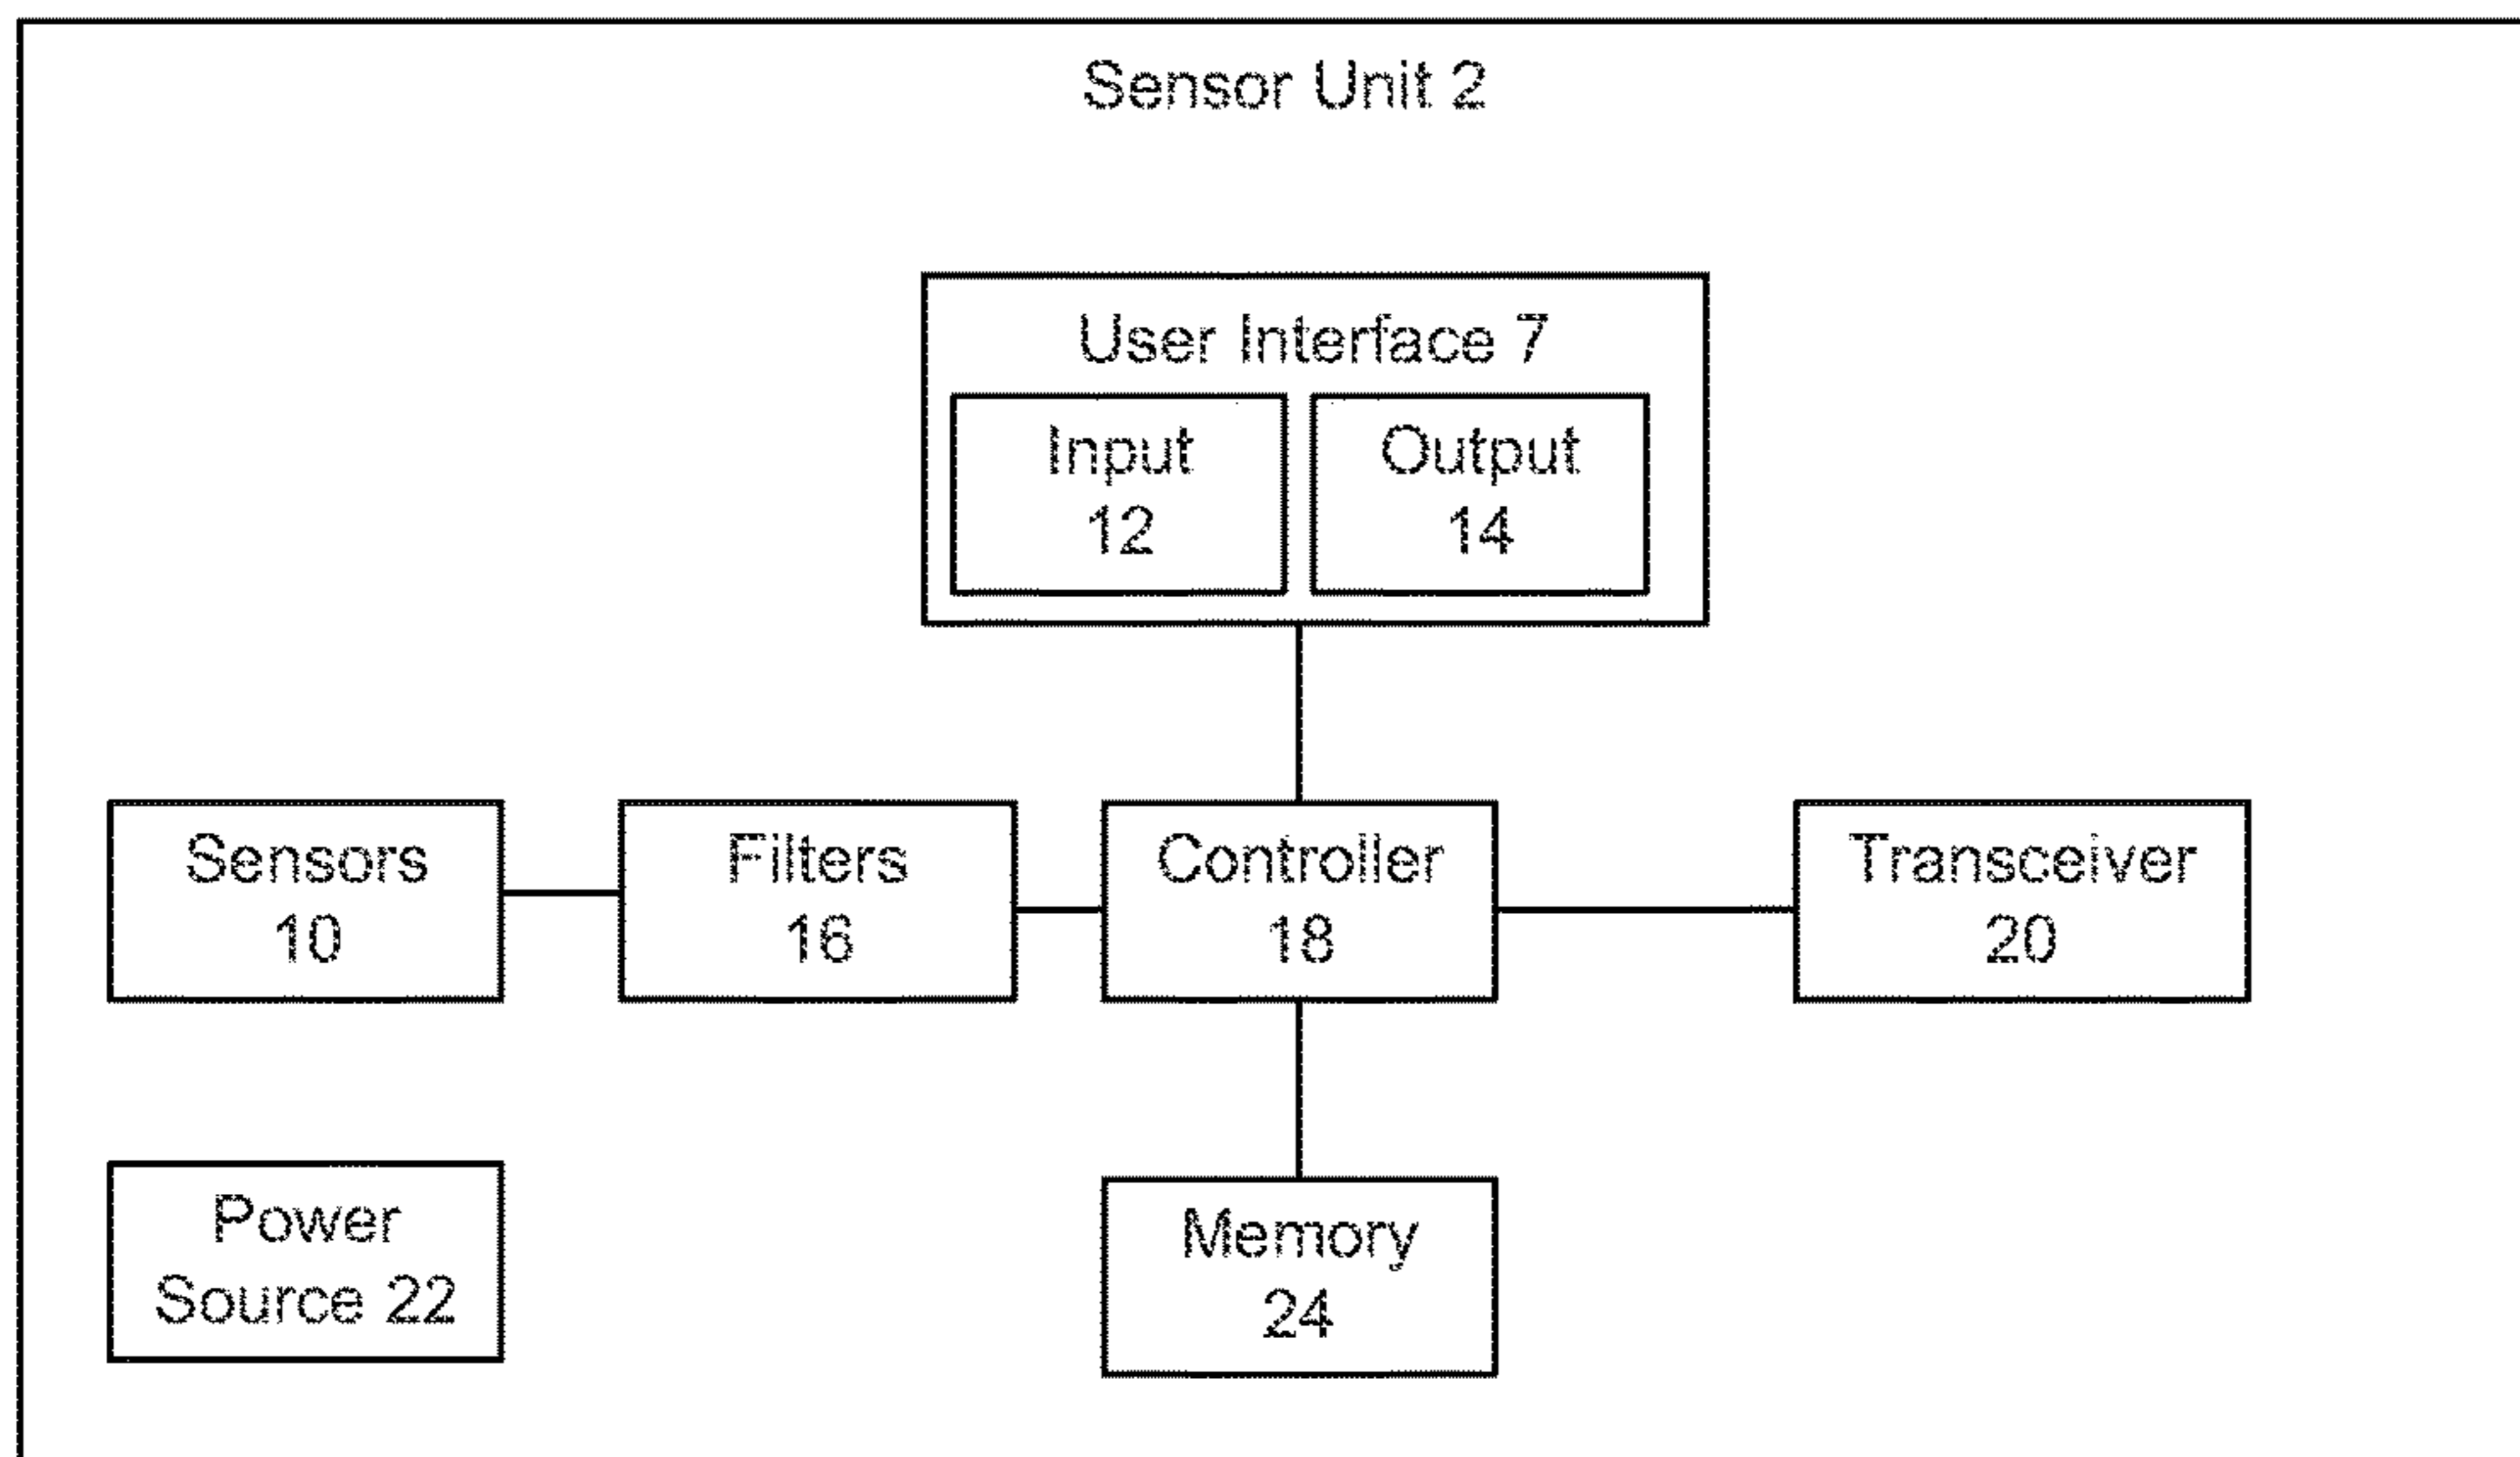 Sensor Unit 2
User Interface 7
Input
12
Output
14
Sensors
10
Filters
16
Controller
18
Transceiver
20
Power
Source 22
Memory
24